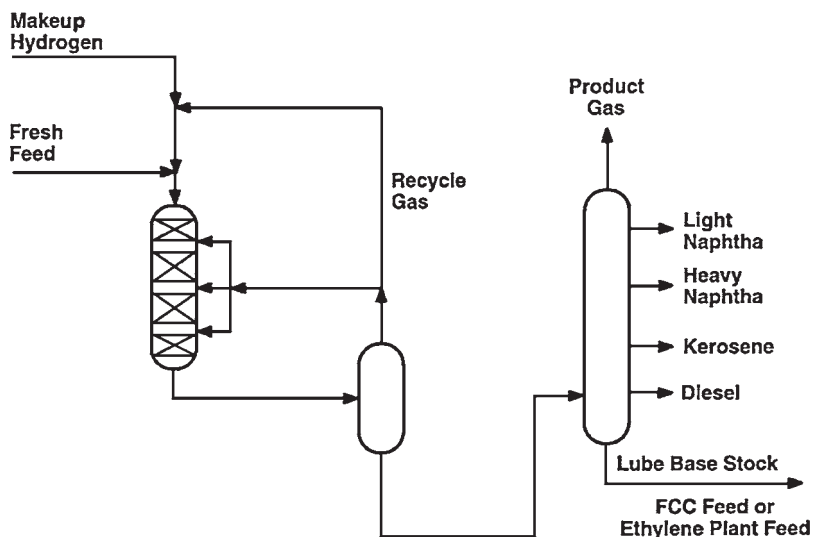 Makeup
Hydrogen
Product
Gas
Fresh
Feed
Recycle
Gas
Light
Naphtha
Heavy
Naphtha
Kerosene
Diesel
Lube Base Stock
FCC Feed or
Ethylene Plant Feed